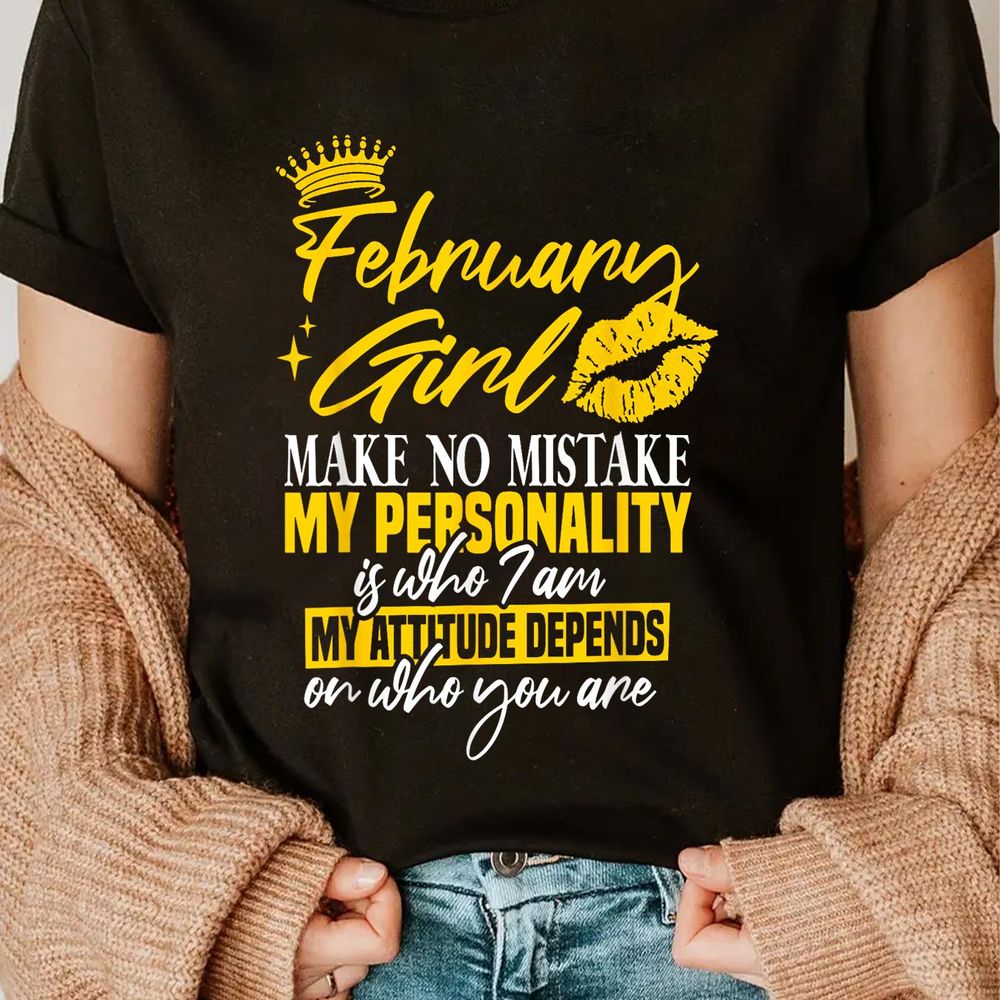 February
Girl
MAKE NO MISTAKE
MY PERSONALITY
is who I am
MY ATTITUDE DEPENDS
on who you are